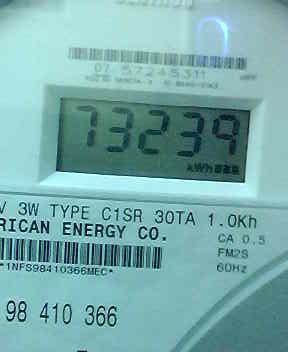 07 57245311
73239
kWh
V 3W TYPE C1SR 30TA 1.0Kh
RICAN ENERGY CO.
CA 0.5
FM2S
60Hz
*1NFS98410366MEC*
98 410 366